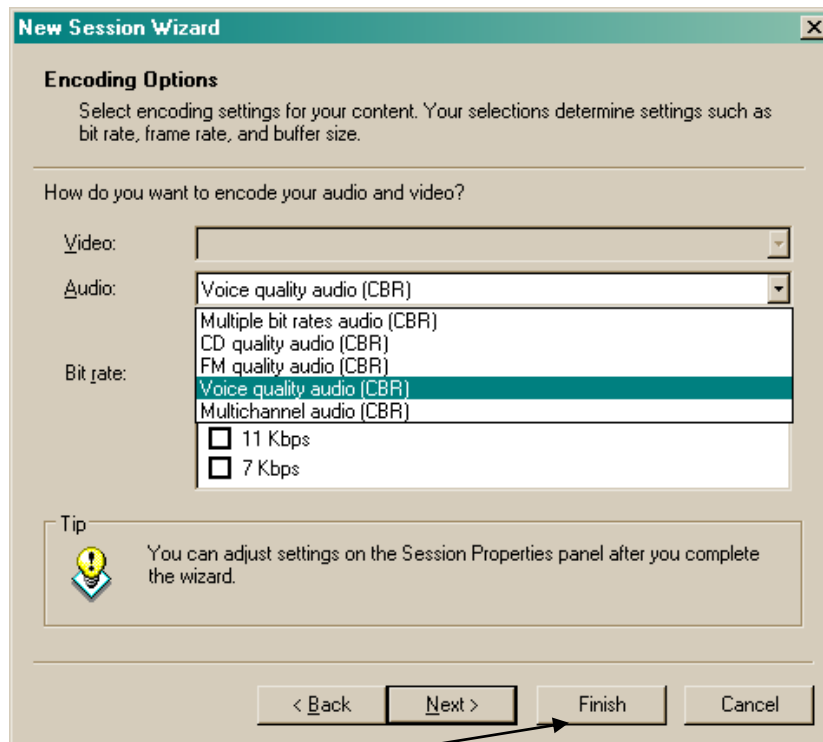 New Session Wizard
Encoding Options
Select encoding settings for your content. Your selections determine settings such as
bit rate, frame rate, and buffer size.
How do you want to encode your audio and video?
Video:
Audio:
Voice quality audio (CBR)
Multiple bit rates audio (CBR)
CD quality audio (CBR)
FM quality audio (CBR)
Bit rate:
Voice quality audio (CBR)
Multichannel audio (CBR)
11 Kbps
7 Kbps
Tip
You can adjust settings on the Session Properties panel after you complete
the wizard.
< Back
Next >
Finish
Cancel